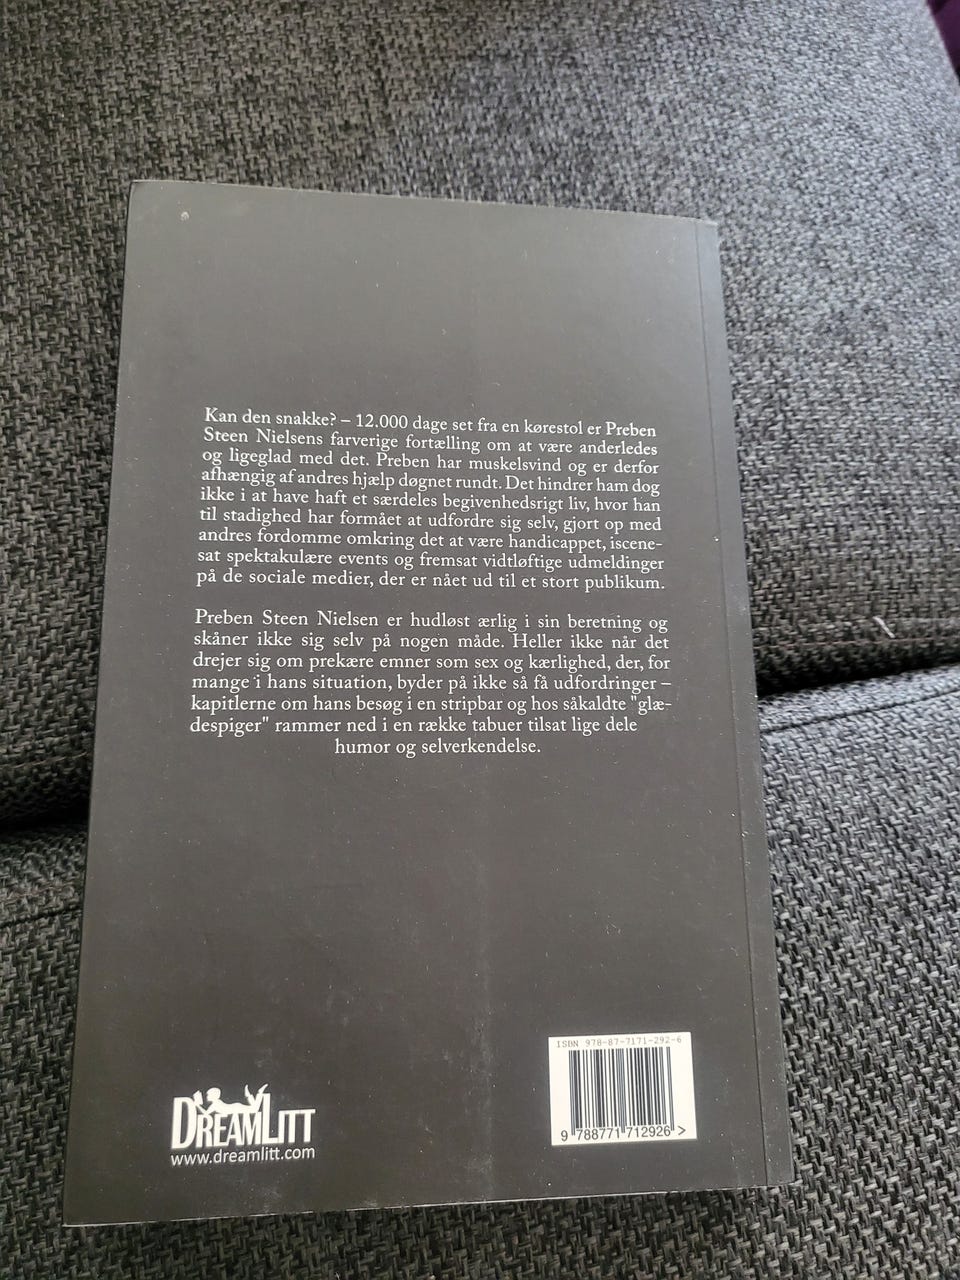 Kan den snakke? – 12.000 dage set fra en kørestol er Preben
Steen Nielsens farverige fortælling om at være anderledes
og ligeglad med det. Preben har muskelsvind og er derfor
afhængig af andres hjælp døgnet rundt. Det hindrer ham dog
ikke i at have haft et særdeles begivenhedsrigt liv, hvor han
til stadighed har formået at udfordre sig selv, gjort op med
andres fordomme omkring det at være handicappet, iscene-
sat spektakulære events og fremsat vidtløftige udmeldinger
på de sociale medier, der er nået ud til et stort publikum.
Preben Steen Nielsen er hudløst ærlig i sin beretning og
skåner ikke sig selv på nogen måde. Heller ikke når det
drejer sig om prekære emner som sex og kærlighed, der, for
mange i hans situation, byder på ikke så få udfordringer –
kapitlerne om hans besøg i en stripbar og hos såkaldte "glæ-
despiger" rammer ned i en række tabuer tilsat lige dele
humor og selverkendelse.
DREAMLITT
www.dreamlitt.com
ISBN 978-87-7171-292-6
9 788771 712926 >